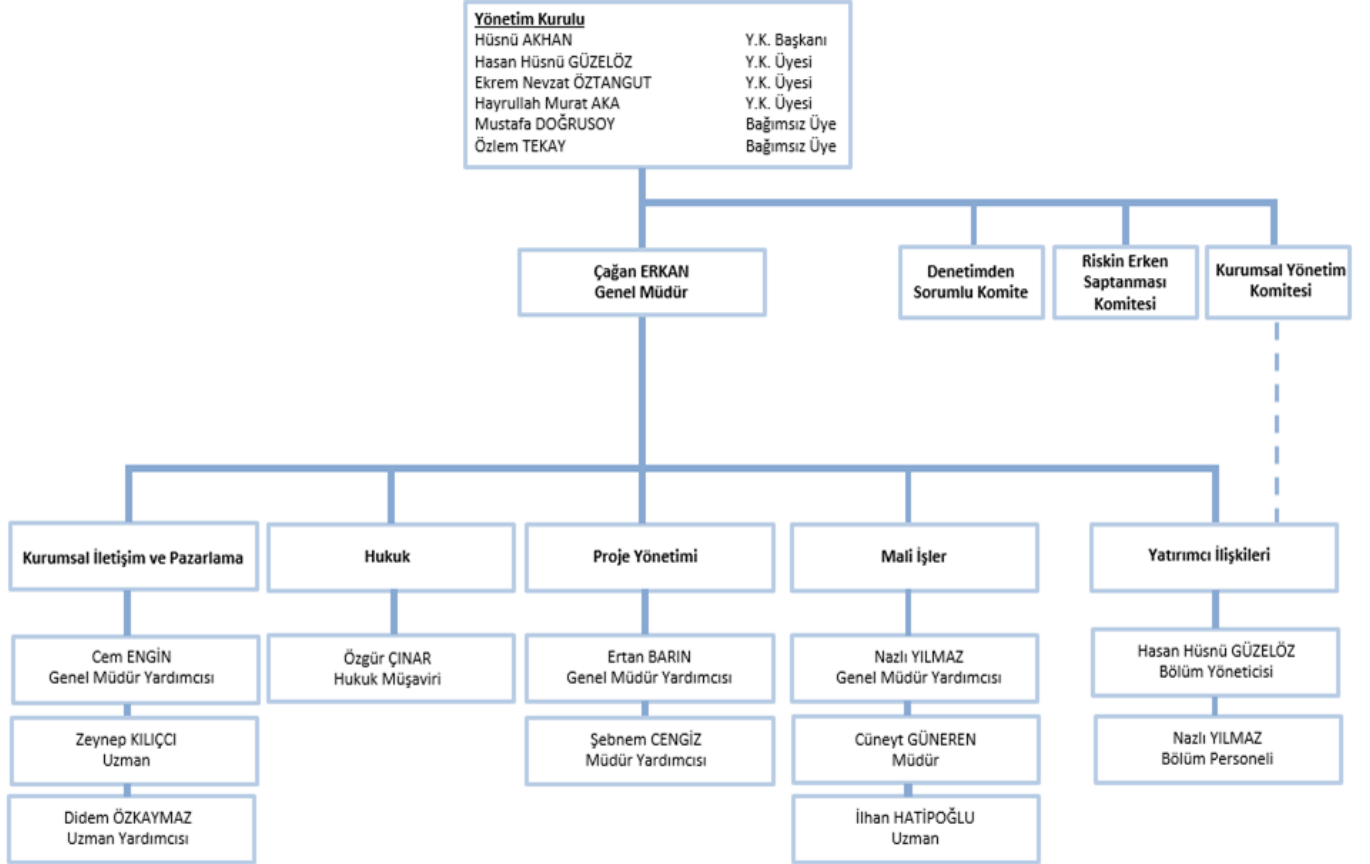 Yönetim Kurulu
Hüsnü AKHAN Y.K. Başkanı
Hasan Hüsnü GÜZELÖZ Y.K. Üyesi
Ekrem Nevzat ÖZTANGUT Y.K. Üyesi
Hayrullah Murat AKA Y.K. Üyesi
Mustafa DOĞRUSOY Bağımsız Üye
Özlem TEKAY Bağımsız Üye
Çağan ERKAN
Genel Müdür
Denetimden
Sorumlu Komite
Riskin Erken
Saptanması
Komitesi
Kurumsal Yönetim
Komitesi
Kurumsal İletişim ve Pazarlama
Hukuk
Proje Yönetimi
Mali İşler
Yatırımcı İlişkileri
Cem ENGİN
Genel Müdür Yardımcısı
Özgür ÇINAR
Hukuk Müşaviri
Ertan BARIN
Genel Müdür Yardımcısı
Nazlı YILMAZ
Genel Müdür Yardımcısı
Hasan Hüsnü GÜZELÖZ
Bölüm Yöneticisi
Zeynep KILIÇCI
Uzman
Şebnem CENGİZ
Müdür Yardımcısı
Cüneyt GÜNEREN
Müdür
Nazlı YILMAZ
Bölüm Personeli
Didem ÖZKAYMAZ
Uzman Yardımcısı
İlhan HATİPOĞLU
Uzman